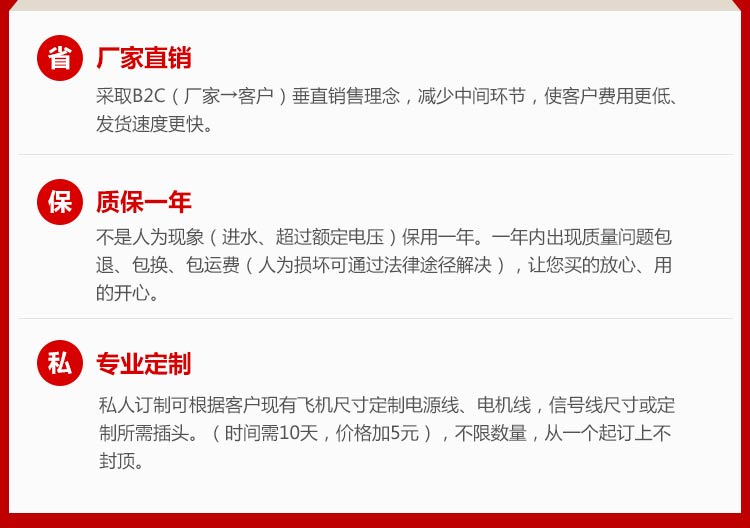 省 厂家直销
采取B2C（厂家→客户）垂直销售理念，减少中间环节，使客户费用更低、
发货速度更快。
保 质保一年
不是人为现象（进水、超过额定电压）保用一年。一年内出现质量问题包
退、包换、包运费（人为损坏可通过法律途径解决），让您买的放心、用
的开心。
私 专业定制
私人订制可根据客户现有飞机尺寸定制电源线、电机线，信号线尺寸或定
制所需插头。（时间需10天，价格加5元），不限数量，从一个起订上不
封顶。